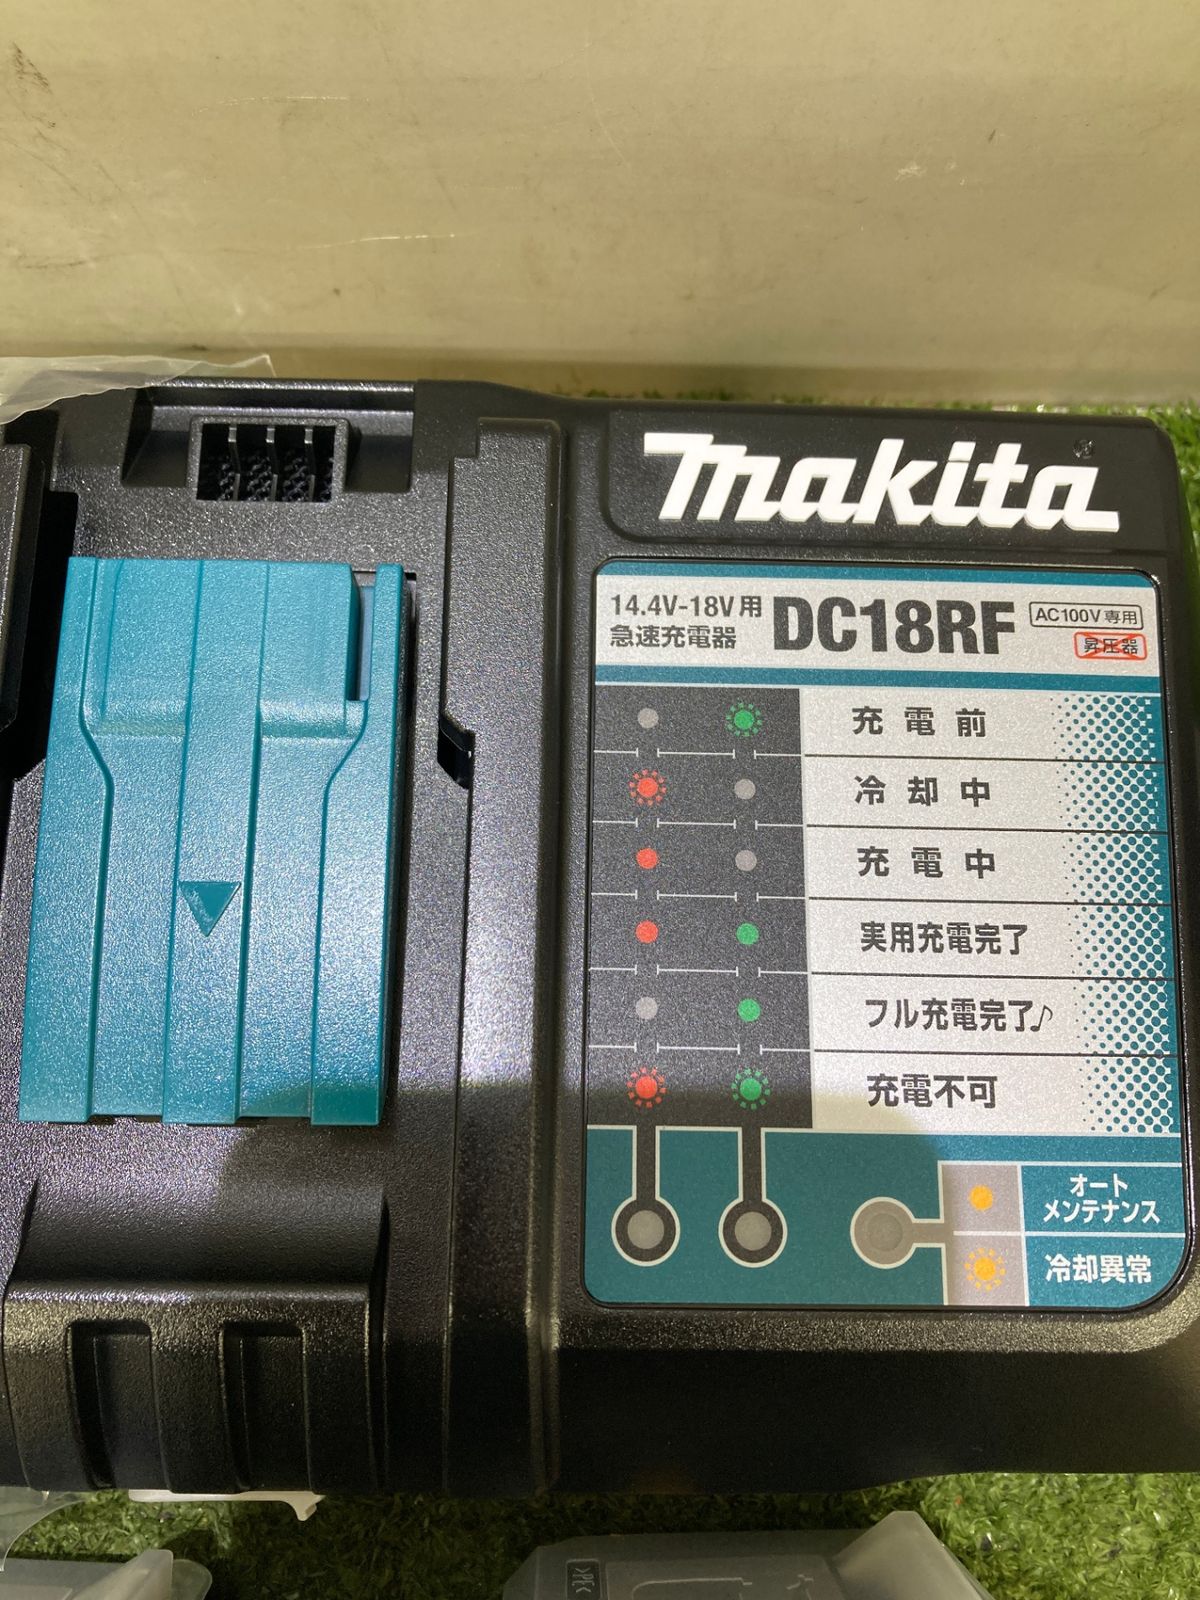 makita
14.4V-18V用
急速充電器
DC18RF
AC100V専用
昇圧器
充電前
冷却中
充電中
実用充電完了
フル充電完了♪
充電不可
オート
メンテナンス
冷却異常
>PE<